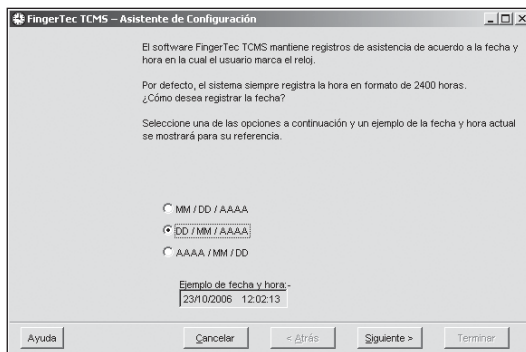 FingerTec TCMS – Asistente de Configuración
El software FingerTec TCMS mantiene registros de asistencia de acuerdo a la fecha y
hora en la cual el usuario marca el reloj.
Por defecto, el sistema siempre registra la hora en formato de 2400 horas.
¿Cómo desea registrar la fecha?
Seleccione una de las opciones a continuación y un ejemplo de la fecha y hora actual
se mostrará para su referencia.
MM / DD / AAAA
DD / MM / AAAA
AAAA / MM / DD
Ejemplo de fecha y hora:-
23/10/2006 12:02:13
Ayuda Cancelar < Atrás Siguiente > Terminar